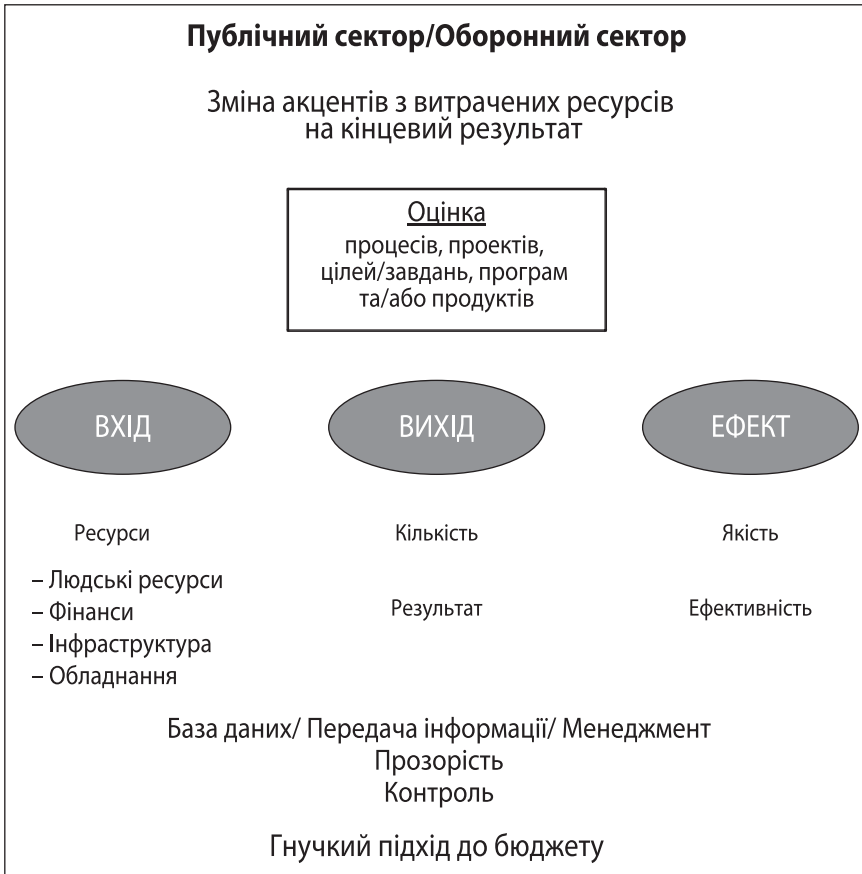 Публічний сектор/Оборонний сектор
Зміна акцентів з витрачених ресурсів
на кінцевий результат
Оцінка
процесів, проектів,
цілей/завдань, програм
та/або продуктів
ВХІД
ВИХІД
ЕФЕКТ
Ресурси
Кількість
Якість
– Людські ресурси
– Фінанси
– Інфраструктура
– Обладнання
Результат
Ефективність
База даних/ Передача інформації/ Менеджмент
Прозорість
Контроль
Гнучкий підхід до бюджету